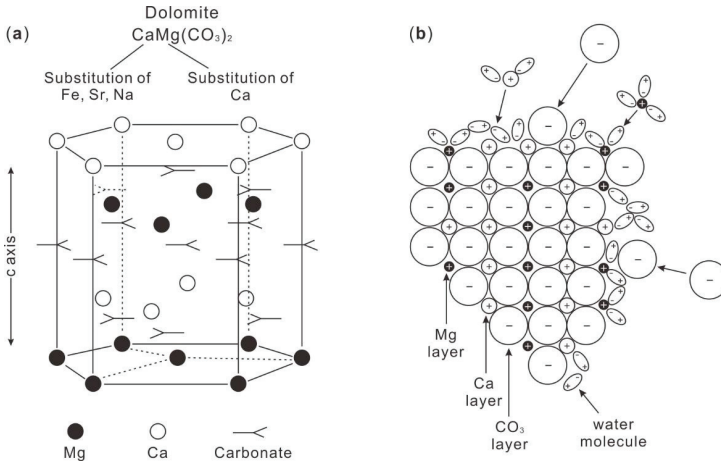 (a)
Dolomite
CaMg(CO₃)₂
Substitution of
Fe, Sr, Na
Substitution of
Ca
c axis
Mg
Ca
Carbonate
(b)
Mg
layer
Ca
layer
CO₃
layer
water
molecule